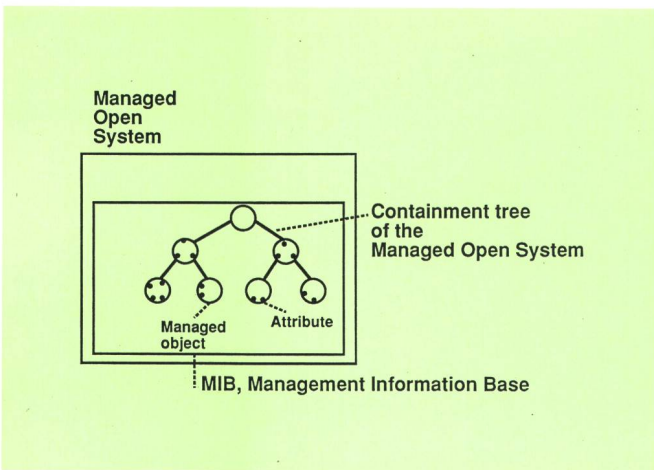 Managed
Open
System
Containment tree
of the
Managed Open System
Managed
object
Attribute
MIB, Management Information Base